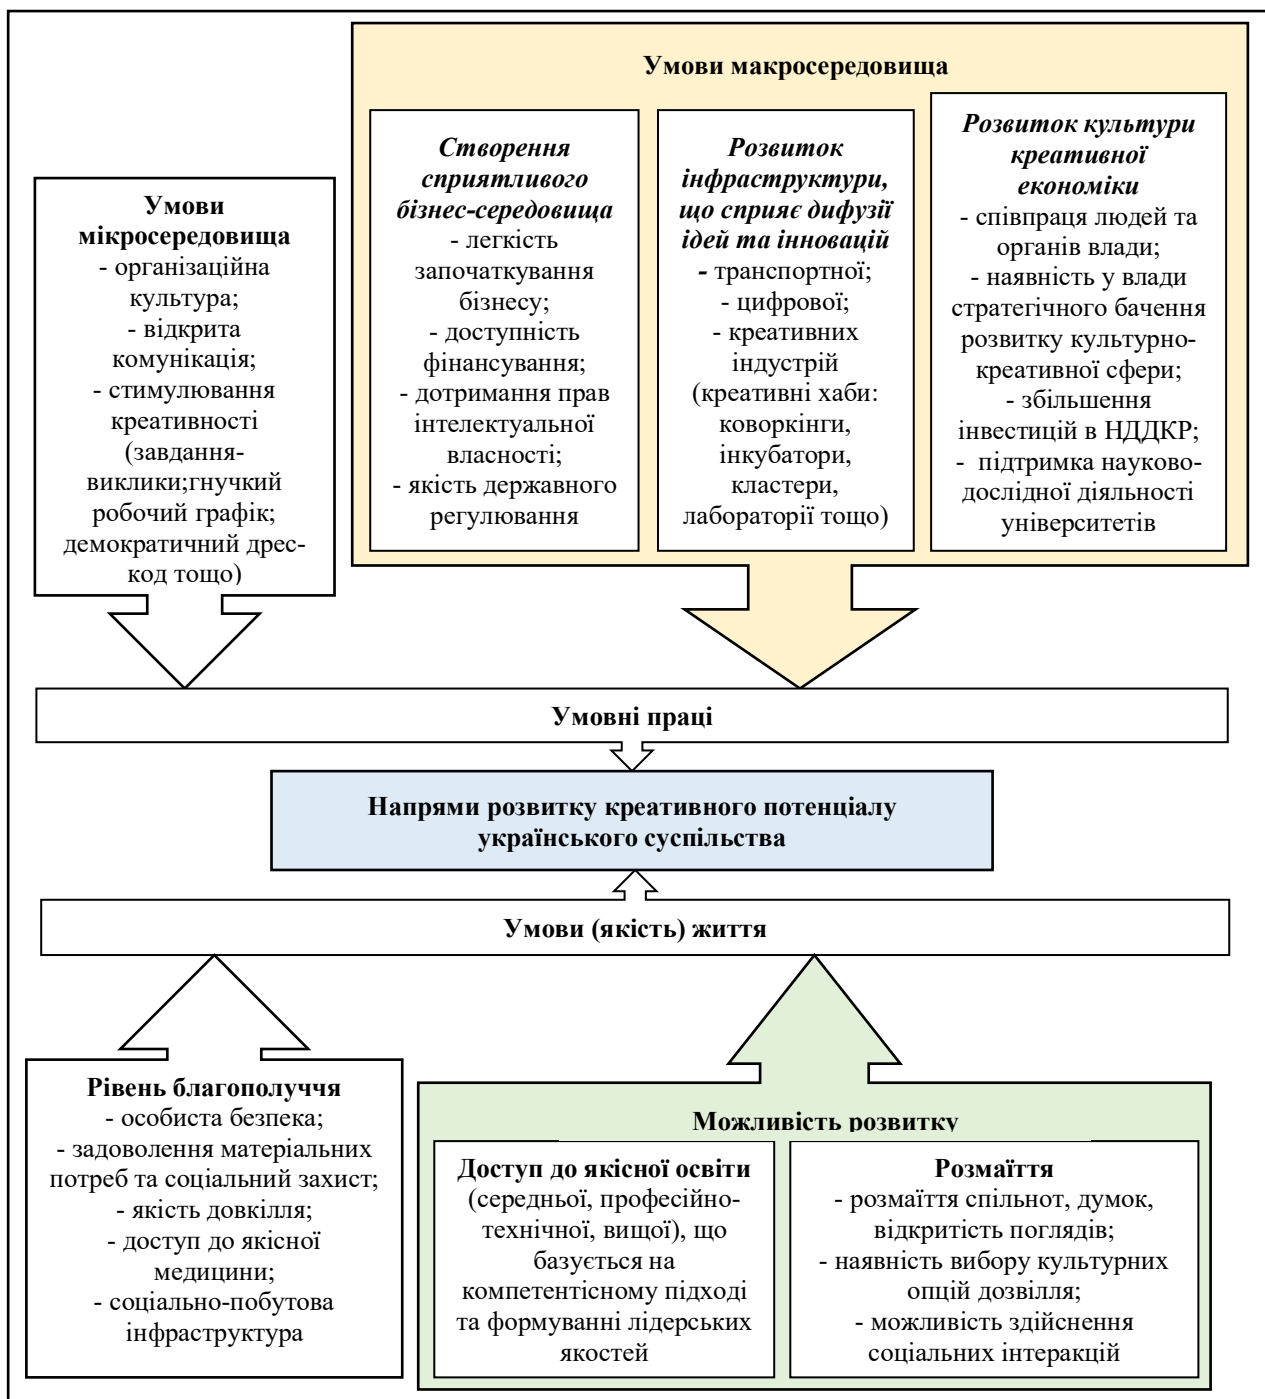 Умови макросередовища
Умови
мікросередовища
- організаційна
культура;
- відкрита
комунікація;
- стимулювання
креативності
(завдання-
виклики;гнучкий
робочий графік;
демократичний дрес-
код тощо)
Створення
сприятливого
бізнес-середовища
- легкість
започаткування
бізнесу;
- доступність
фінансування;
- дотримання прав
інтелектуальної
власності;
- якість державного
регулювання
Розвиток
інфраструктури,
що сприяє дифузії
ідей та інновацій
- транспортної;
- цифрової;
- креативних
індустрій
(креативні хаби:
коворкінги,
інкубатори,
кластери,
лабораторії тощо)
Розвиток культури
креативної
економіки
- співпраця людей та
органів влади;
- наявність у влади
стратегічного бачення
розвитку культурно-
креативної сфери;
- збільшення
інвестицій в НДДКР;
- підтримка науково-
дослідної діяльності
університетів
Умовні праці
Напрями розвитку креативного потенціалу
українського суспільства
Умови (якість) життя
Рівень благополуччя
- особиста безпека;
- задоволення матеріальних
потреб та соціальний захист;
- якість довкілля;
- доступ до якісної
медицини;
- соціально-побутова
інфраструктура
Можливість розвитку
Доступ до якісної освіти
(середньої, професійно-
технічної, вищої), що
базується на
компетентісному підході
та формуванні лідерських
якостей
Розмаїття
- розмаїття спільнот, думок,
відкритість поглядів;
- наявність вибору культурних
опцій дозвілля;
- можливість здійснення
соціальних інтеракцій